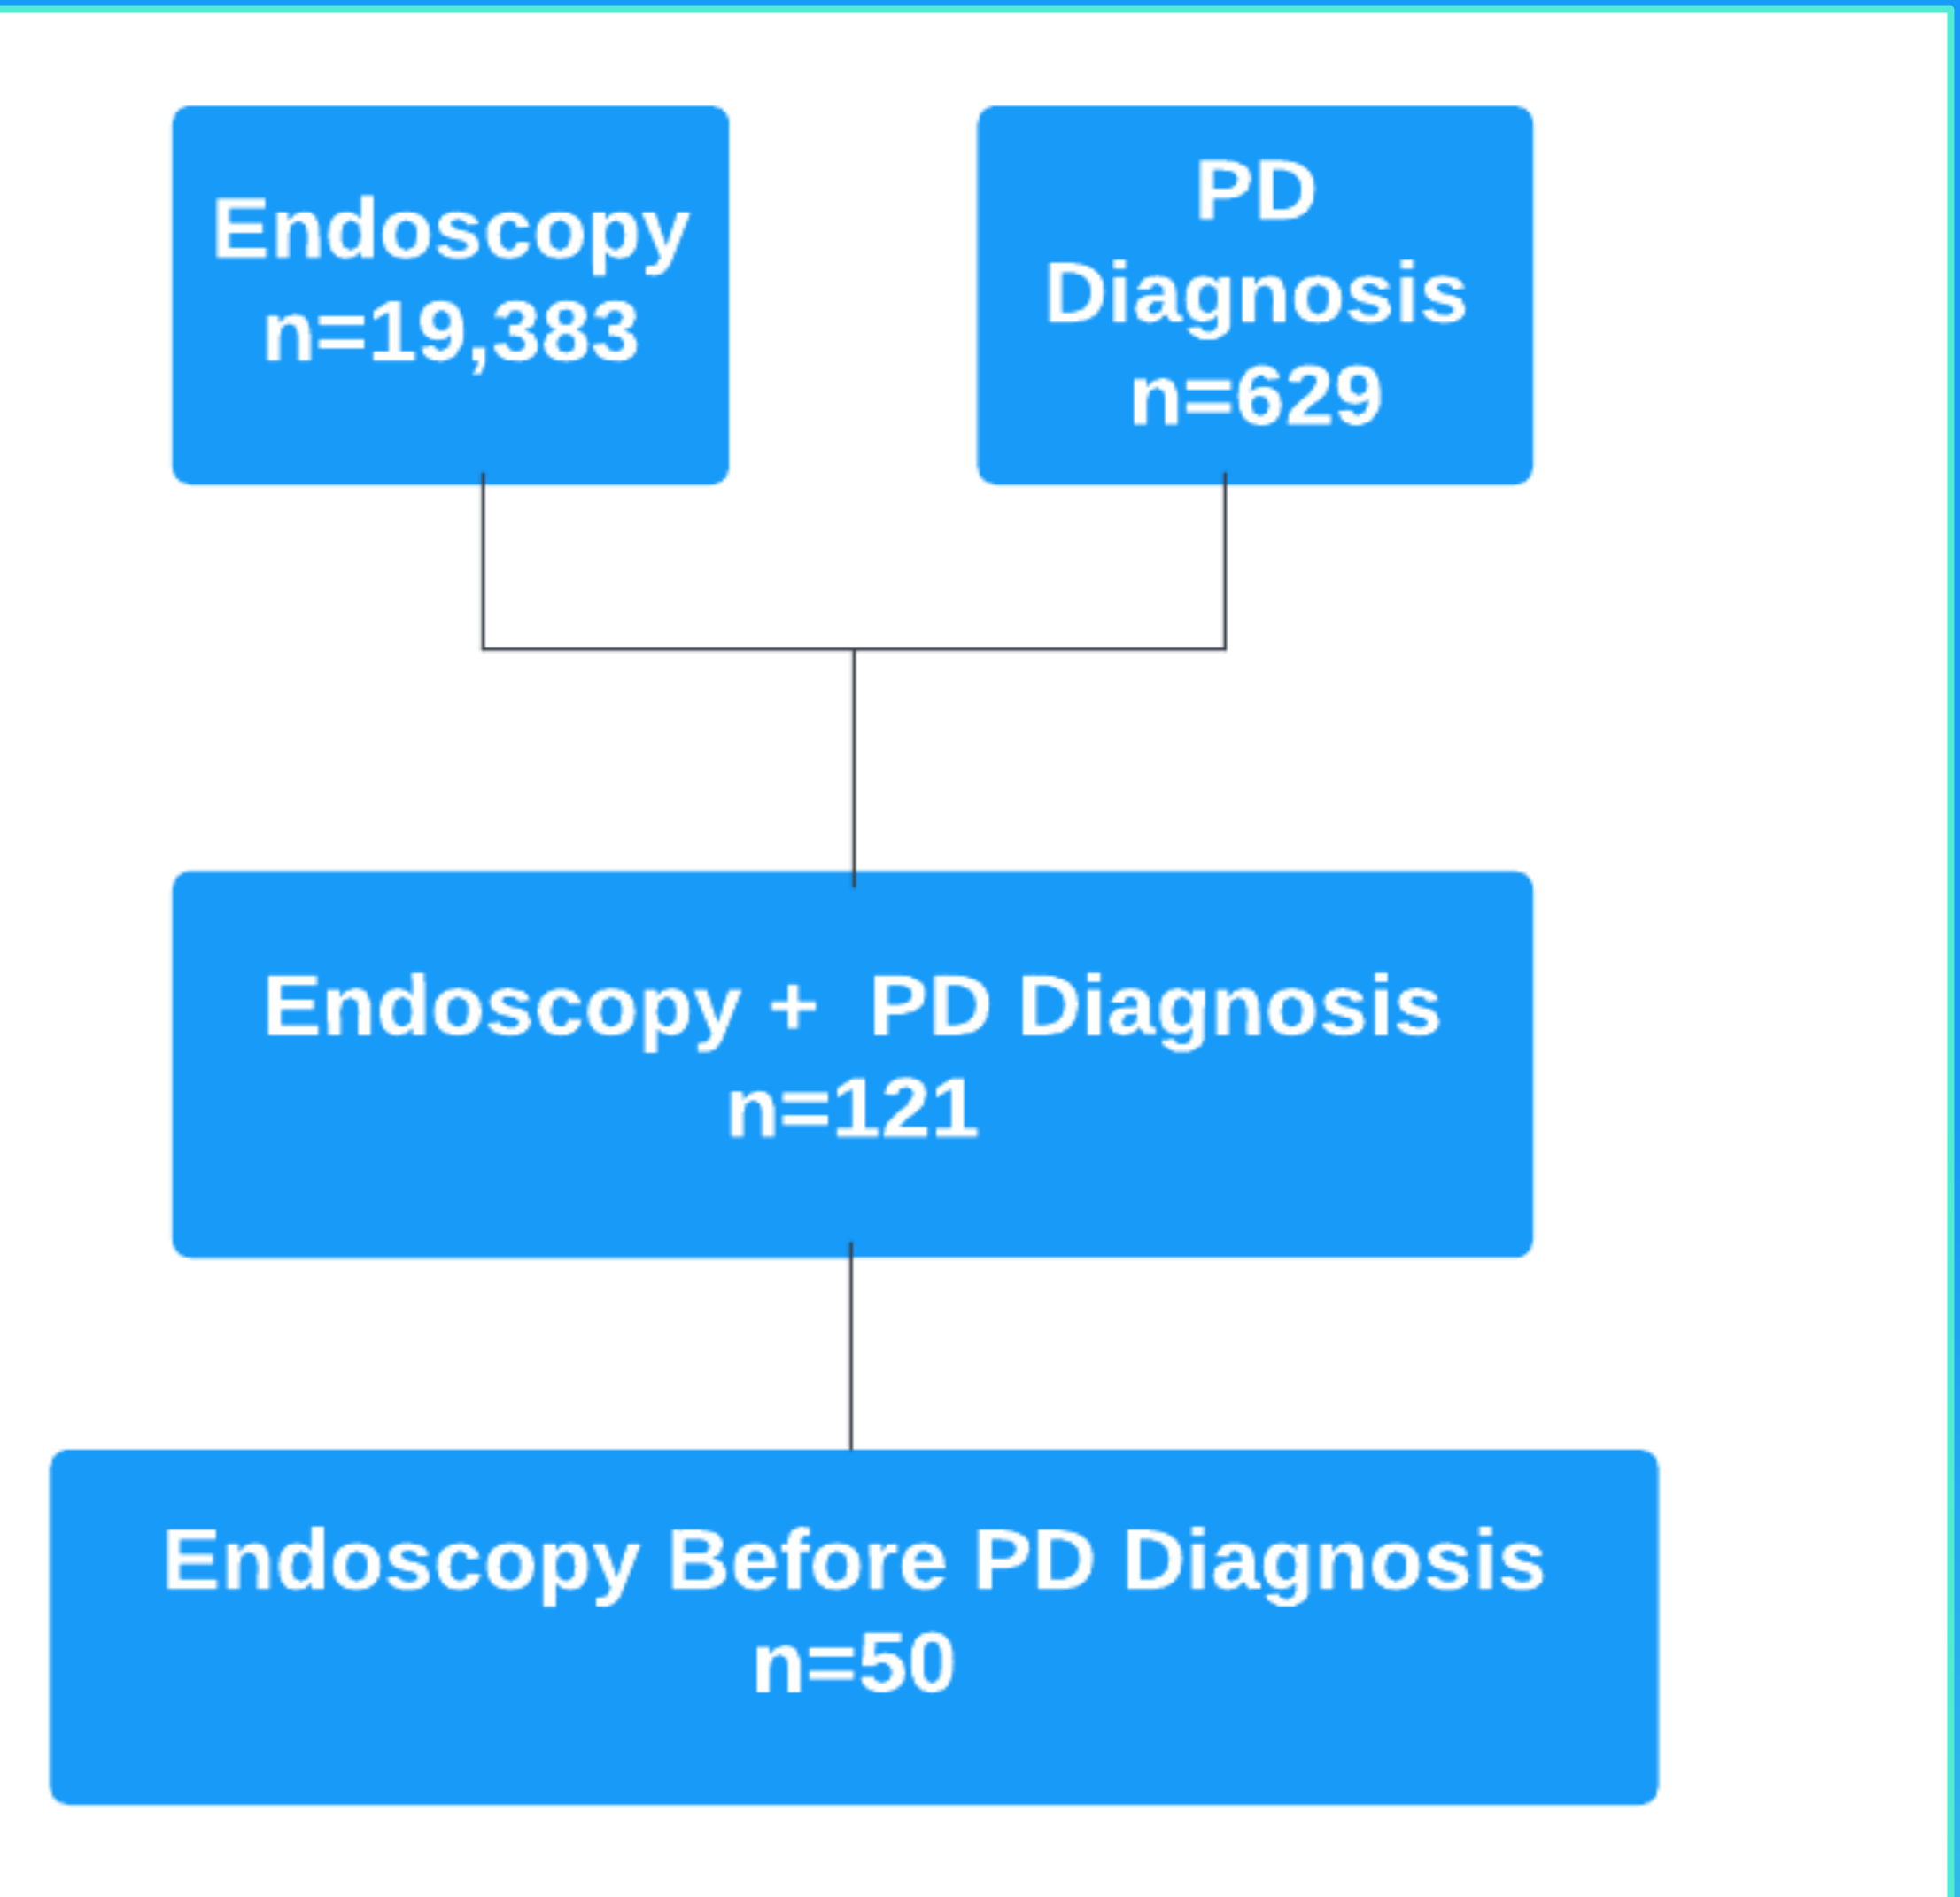 Endoscopy
n=19,383
PD
Diagnosis
n=629
Endoscopy + PD Diagnosis
n=121
Endoscopy Before PD Diagnosis
n=50